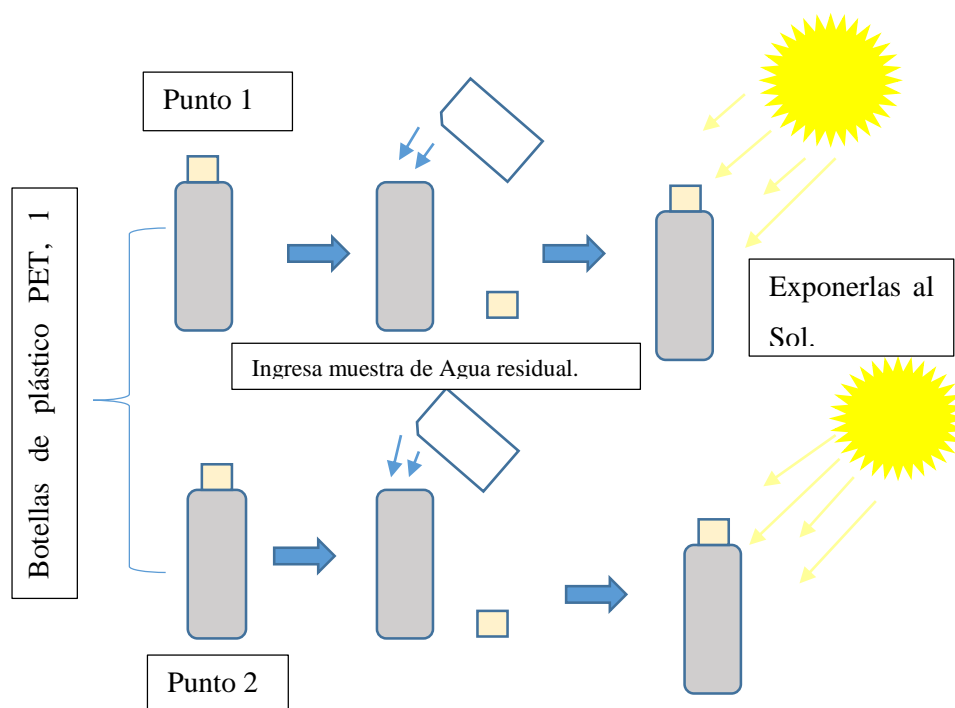 Punto 1
Botellas de plástico PET, 1
Exponerlas al
Sol.
Ingresa muestra de Agua residual.
Punto 2